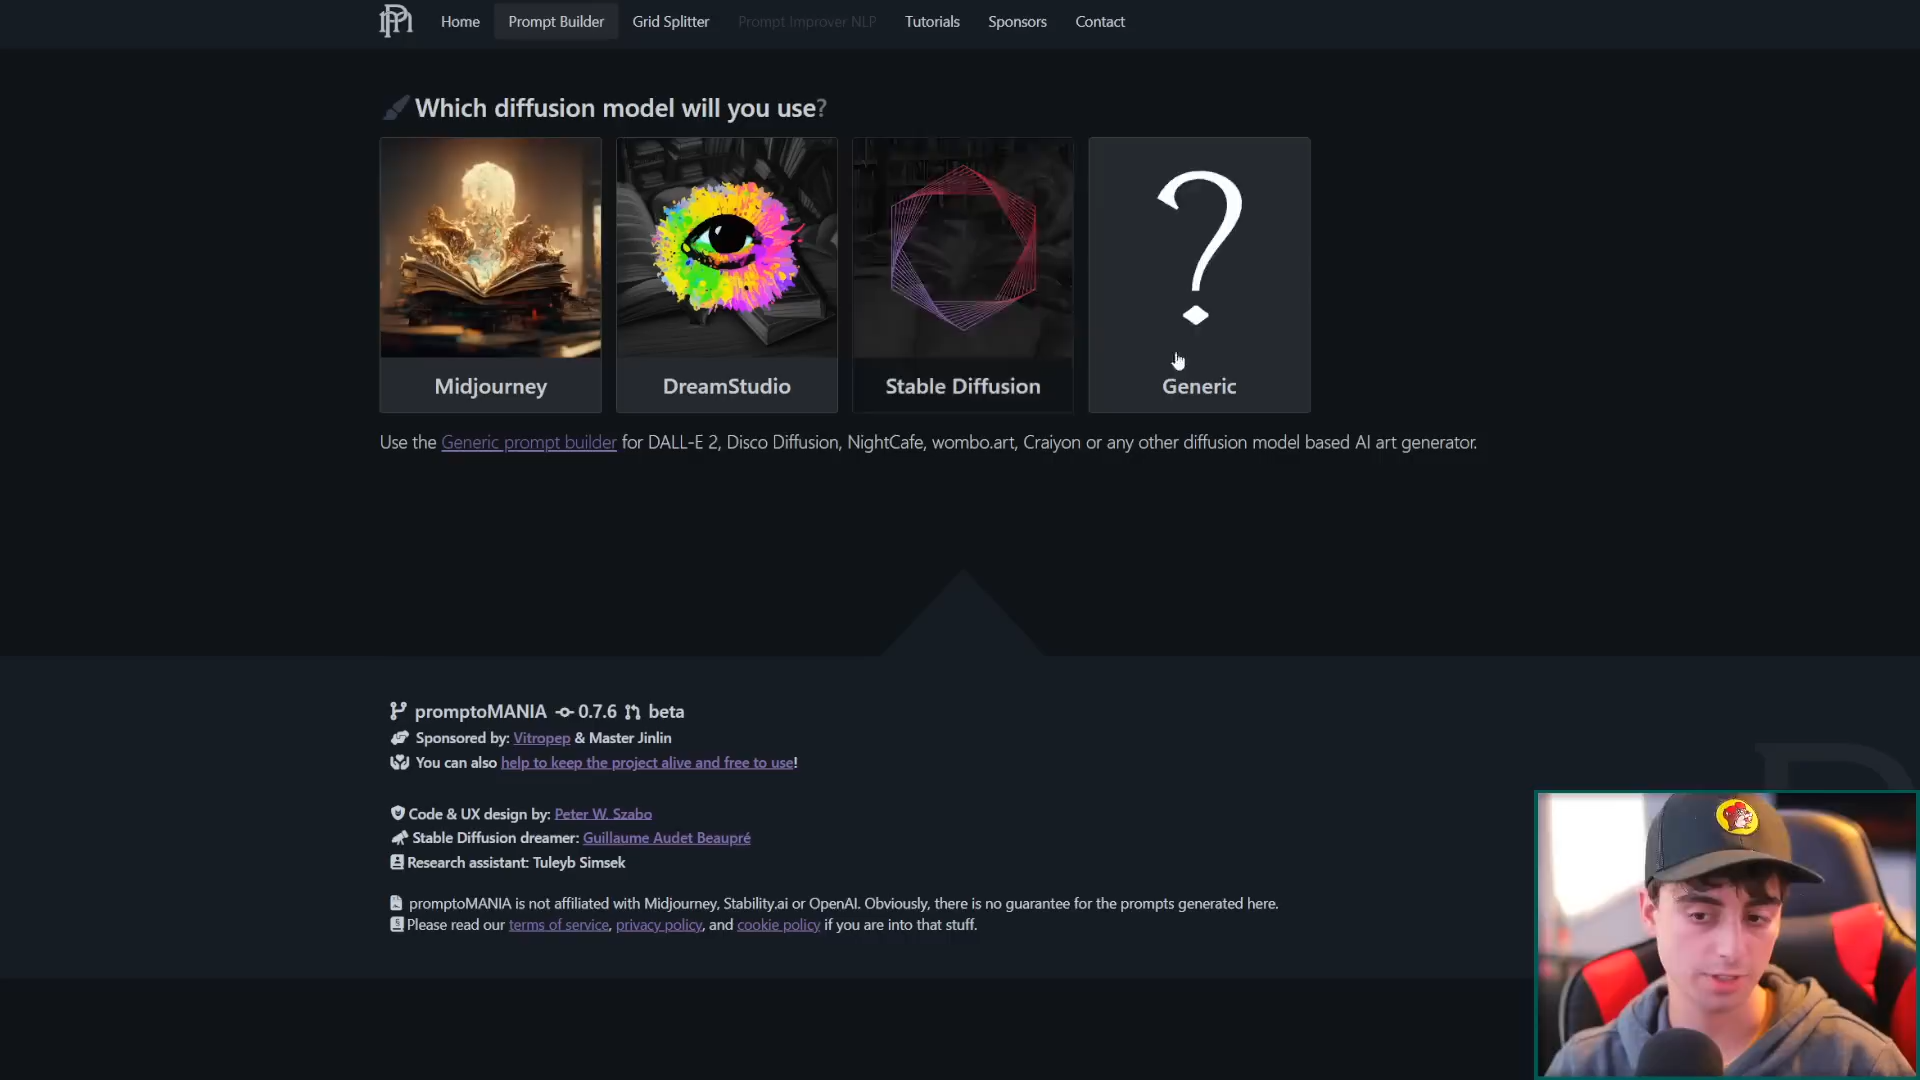 Home Prompt Builder Grid Splitter Prompt Improver NLP Tutorials Sponsors Contact
Which diffusion model will you use?
Midjourney
DreamStudio
Stable Diffusion
Generic
Use the Generic prompt builder for DALL-E 2, Disco Diffusion, NightCafe, wombo.art, Craiyon or any other diffusion model based AI art generator.
promptoMANIA 0.7.6 beta
Sponsored by: Vitropep & Master Jinlin
You can also help to keep the project alive and free to use!
Code & UX design by: Peter W. Szabo
Stable Diffusion dreamer: Guillaume Audet Beaupré
Research assistant: Tuleyb Simsek
promptoMANIA is not affiliated with Midjourney, Stability.ai or OpenAI. Obviously, there is no guarantee for the prompts generated here.
Please read our terms of service, privacy policy, and cookie policy if you are into that stuff.